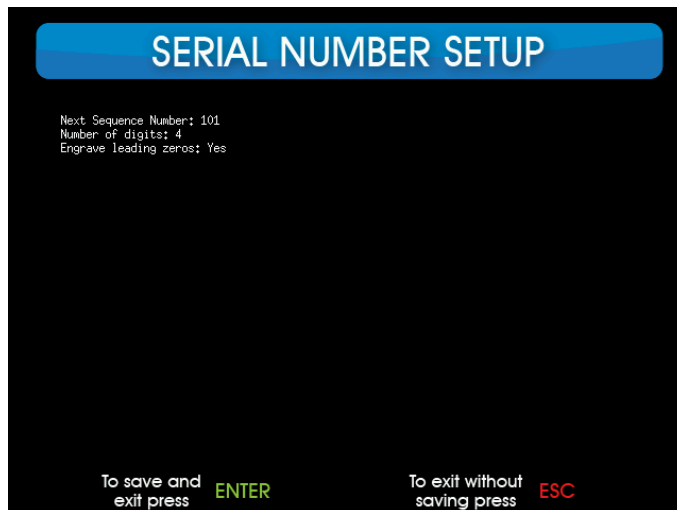 SERIAL NUMBER SETUP
Next Sequence Number: 101
Number of digits: 4
Engrave leading zeros: Yes
To save and
exit press ENTER
To exit without
saving press ESC